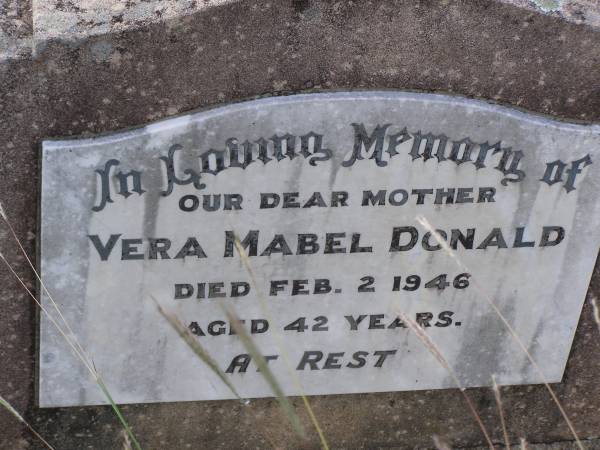 In Loving Memory of
OUR DEAR MOTHER
VERA MABEL DONALD
DIED FEB. 2 1946
AGED 42 YEARS.
AT REST